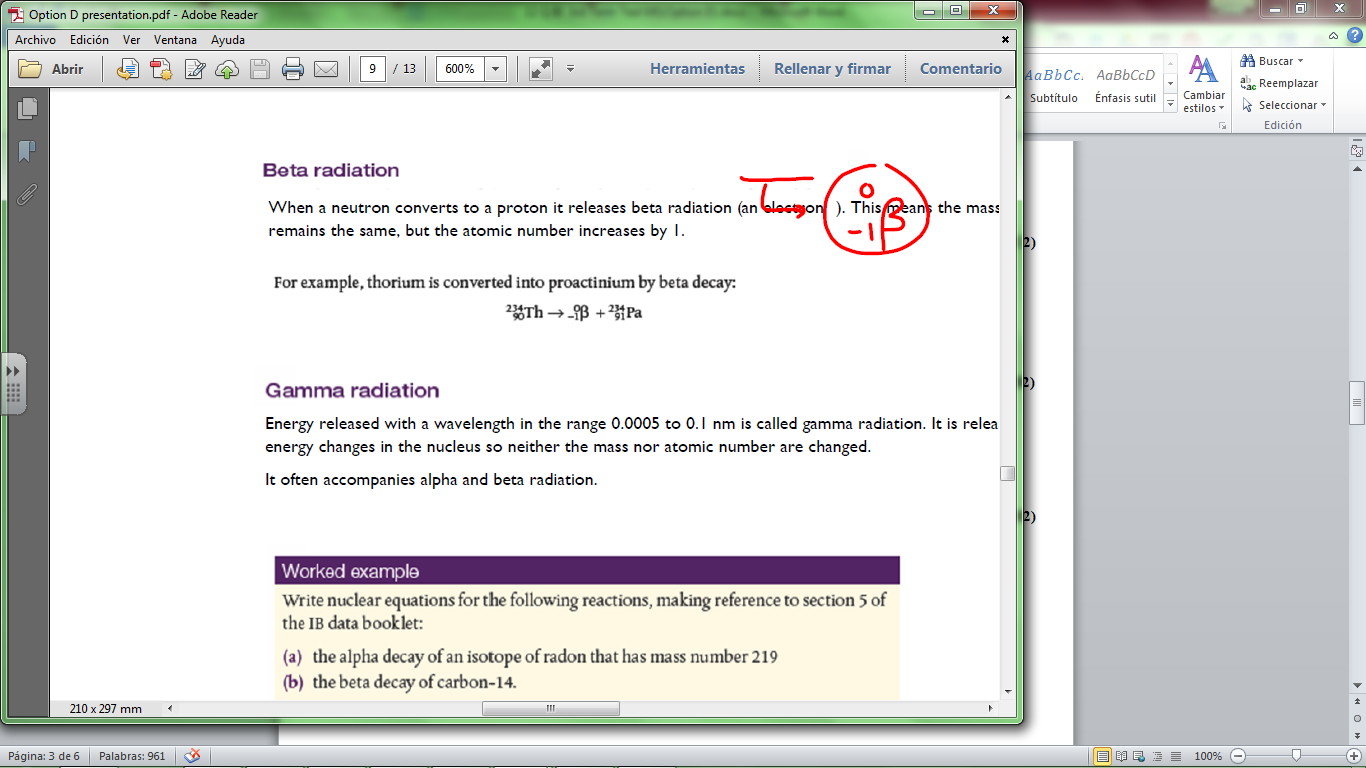 Option D presentation.pdf - Adobe Reader
Archivo Edición Ver Ventana Ayuda
Abrir 9 / 13 600% Herramientas Rellenar y firmar Comentario
AaBbCc. AaBbCcD
Subtítulo Énfasis sutil Cambiar estilos
Buscar
Reemplazar
Seleccionar
Edición
Beta radiation
0
-1 β
When a neutron converts to a proton it releases beta radiation (an electron ). This means the mass
remains the same, but the atomic number increases by 1.
For example, thorium is converted into proactinium by beta decay:
²³⁴₉₀Th → ⁰₋₁β + ²³⁴₉₁Pa
Gamma radiation
Energy released with a wavelength in the range 0.0005 to 0.1 nm is called gamma radiation. It is relea
energy changes in the nucleus so neither the mass nor atomic number are changed.
It often accompanies alpha and beta radiation.
Worked example
Write nuclear equations for the following reactions, making reference to section 5 of
the IB data booklet:
(a) the alpha decay of an isotope of radon that has mass number 219
(b) the beta decay of carbon-14.
2)
2)
2)
210 x 297 mm
Página: 3 de 6 Palabras: 961 100%